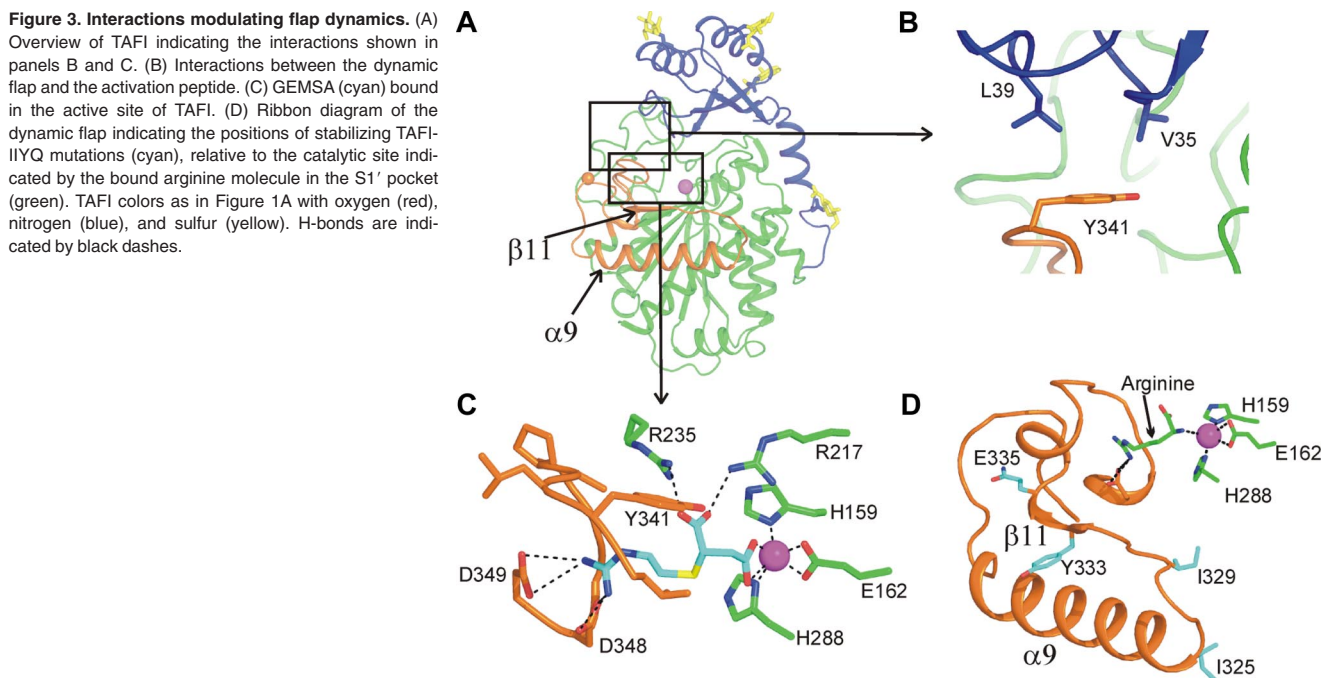 Figure 3. Interactions modulating flap dynamics. (A)
Overview of TAFI indicating the interactions shown in
panels B and C. (B) Interactions between the dynamic
flap and the activation peptide. (C) GEMSA (cyan) bound
in the active site of TAFI. (D) Ribbon diagram of the
dynamic flap indicating the positions of stabilizing TAFI-
IIYQ mutations (cyan), relative to the catalytic site indi-
cated by the bound arginine molecule in the S1′ pocket
(green). TAFI colors as in Figure 1A with oxygen (red),
nitrogen (blue), and sulfur (yellow). H-bonds are indi-
cated by black dashes.
A
β11
α9
B
L39
V35
Y341
C
R235
R217
Y341
H159
D349
E162
D348
H288
D
Arginine
H159
E335
E162
H288
β11
Y333
I329
α9
I325